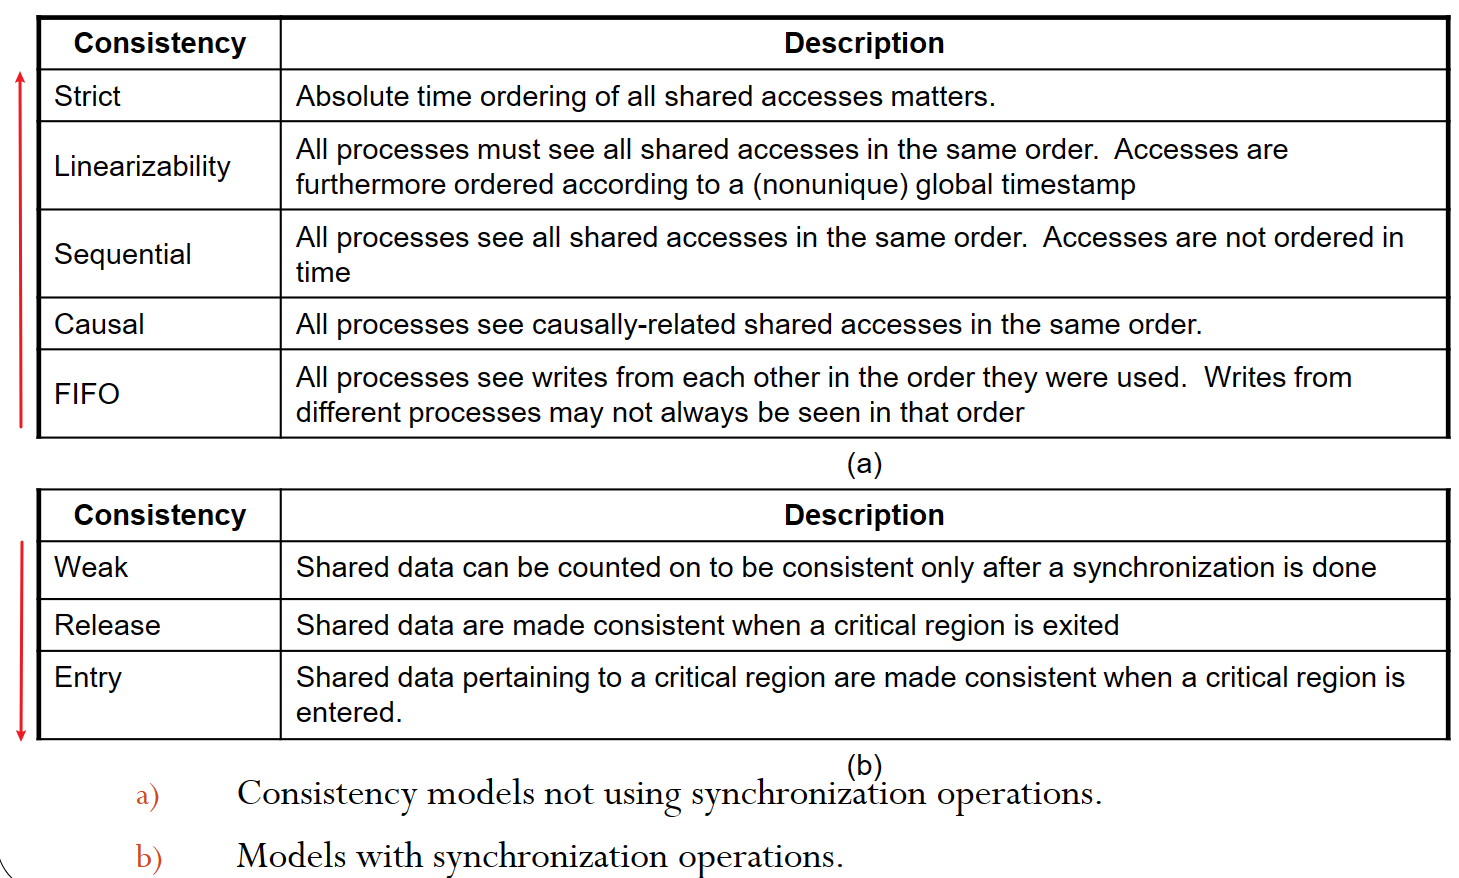 Consistency Description
Strict Absolute time ordering of all shared accesses matters.
Linearizability All processes must see all shared accesses in the same order.  Accesses are
furthermore ordered according to a (nonunique) global timestamp
Sequential All processes see all shared accesses in the same order.  Accesses are not ordered in
time
Causal All processes see causally-related shared accesses in the same order.
FIFO All processes see writes from each other in the order they were used.  Writes from
different processes may not always be seen in that order
(a)
Consistency Description
Weak Shared data can be counted on to be consistent only after a synchronization is done
Release Shared data are made consistent when a critical region is exited
Entry Shared data pertaining to a critical region are made consistent when a critical region is
entered.
(b)
a) Consistency models not using synchronization operations.
b) Models with synchronization operations.